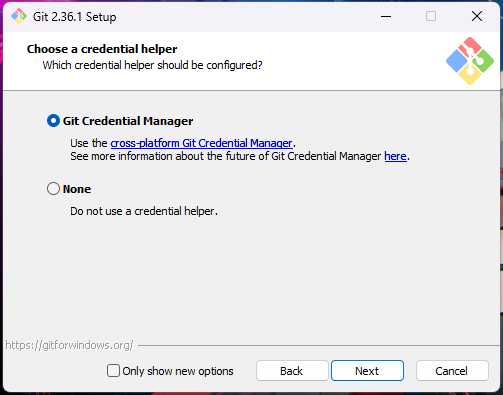 Git 2.36.1 Setup
Choose a credential helper
Which credential helper should be configured?
Git Credential Manager
Use the cross-platform Git Credential Manager.
See more information about the future of Git Credential Manager here.
None
Do not use a credential helper.
https://gitforwindows.org/
Only show new options
Back
Next
Cancel